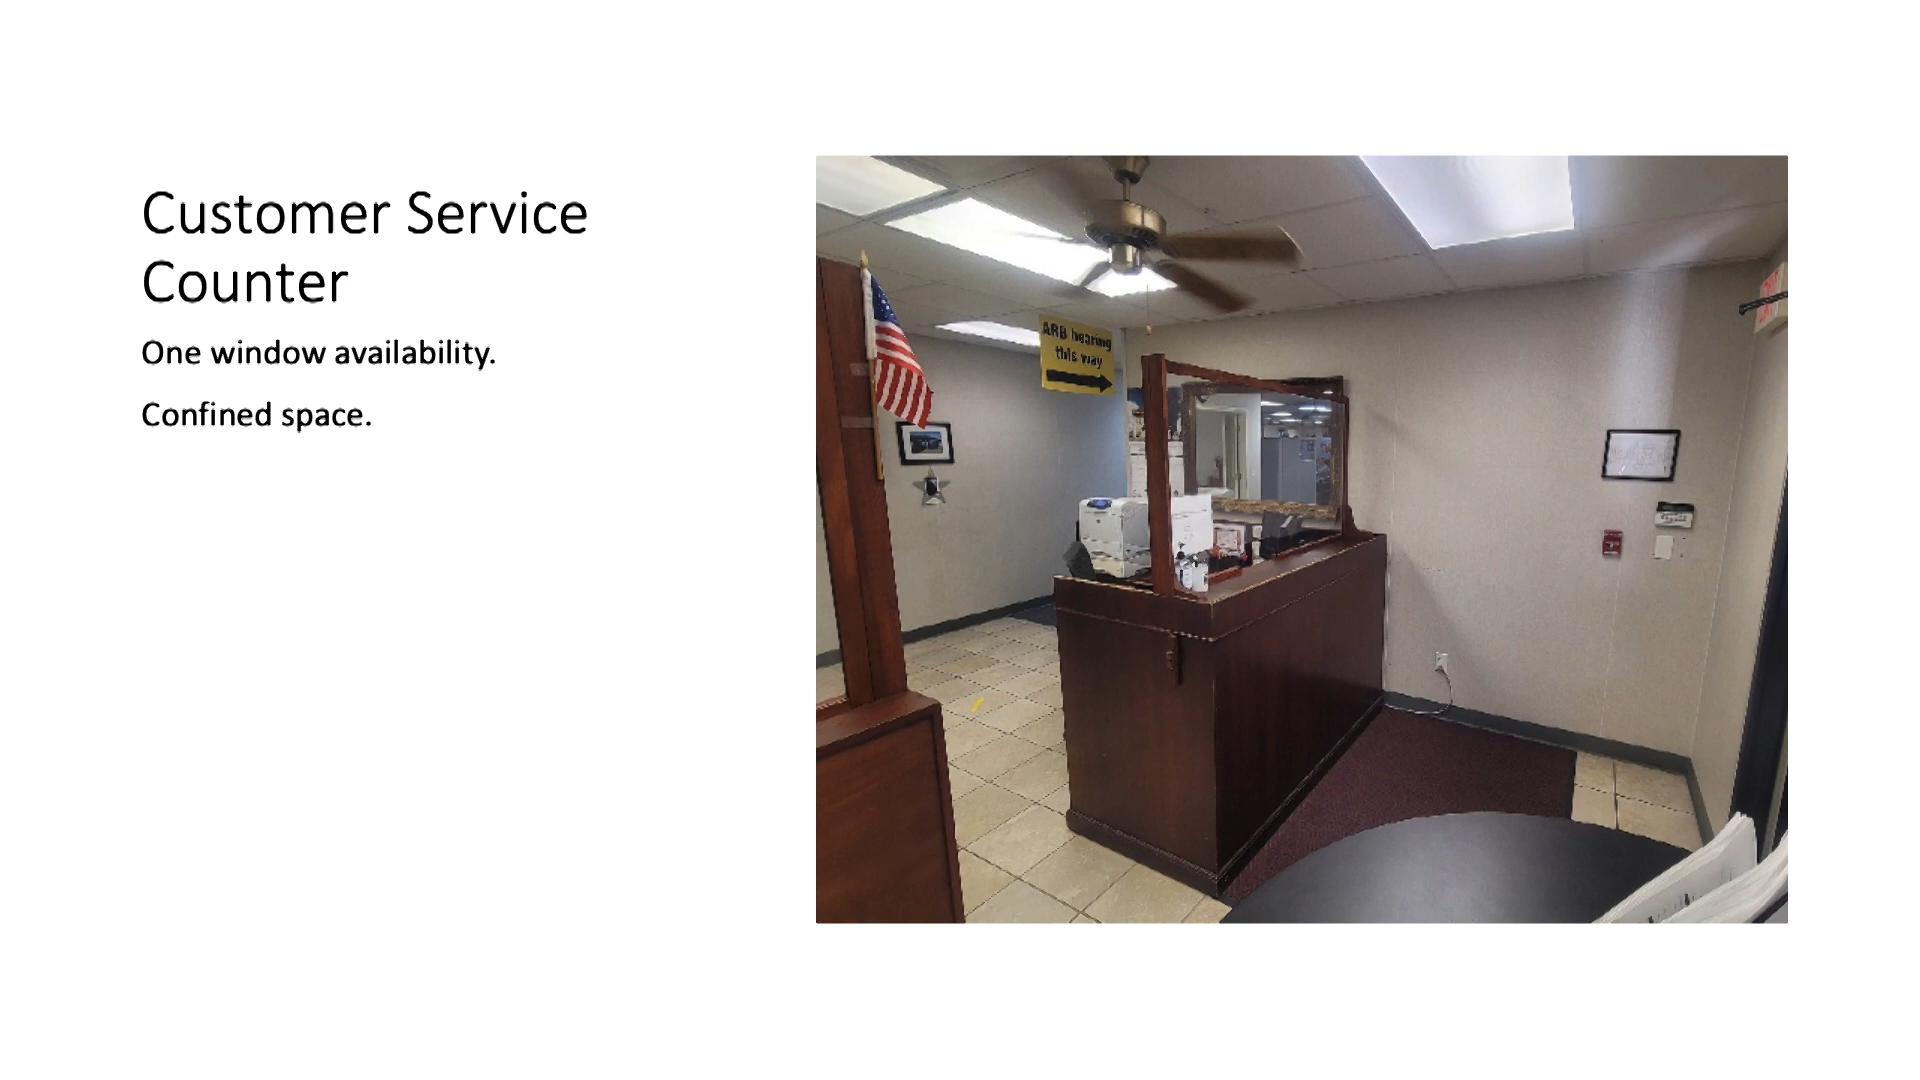 Customer Service
Counter
One window availability.
Confined space.
ARB hearing
this way